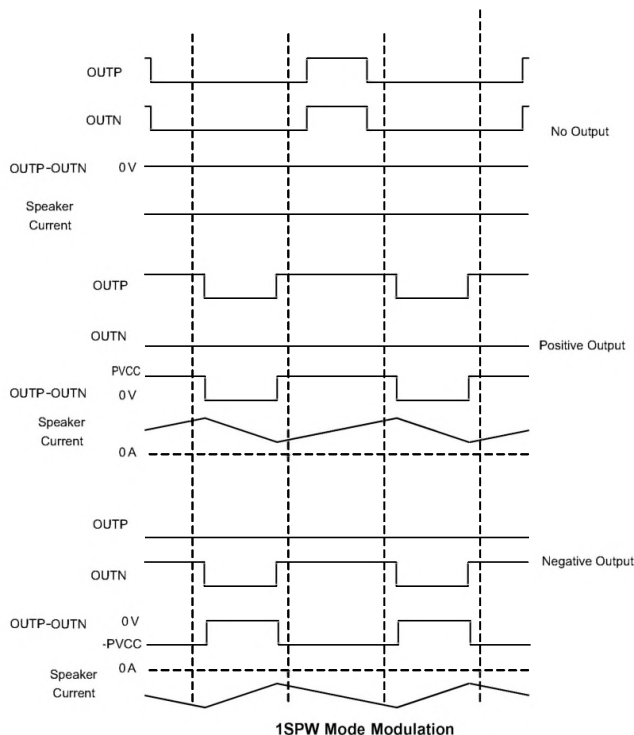 OUTP
OUTN
No Output
OUTP-OUTN 0 V
Speaker
Current
OUTP
OUTN
Positive Output
PVCC
OUTP-OUTN 0 V
Speaker
Current
0 A
OUTP
Negative Output
OUTN
OUTP-OUTN 0 V
-PVCC
0 A
Speaker
Current
1SPW Mode Modulation